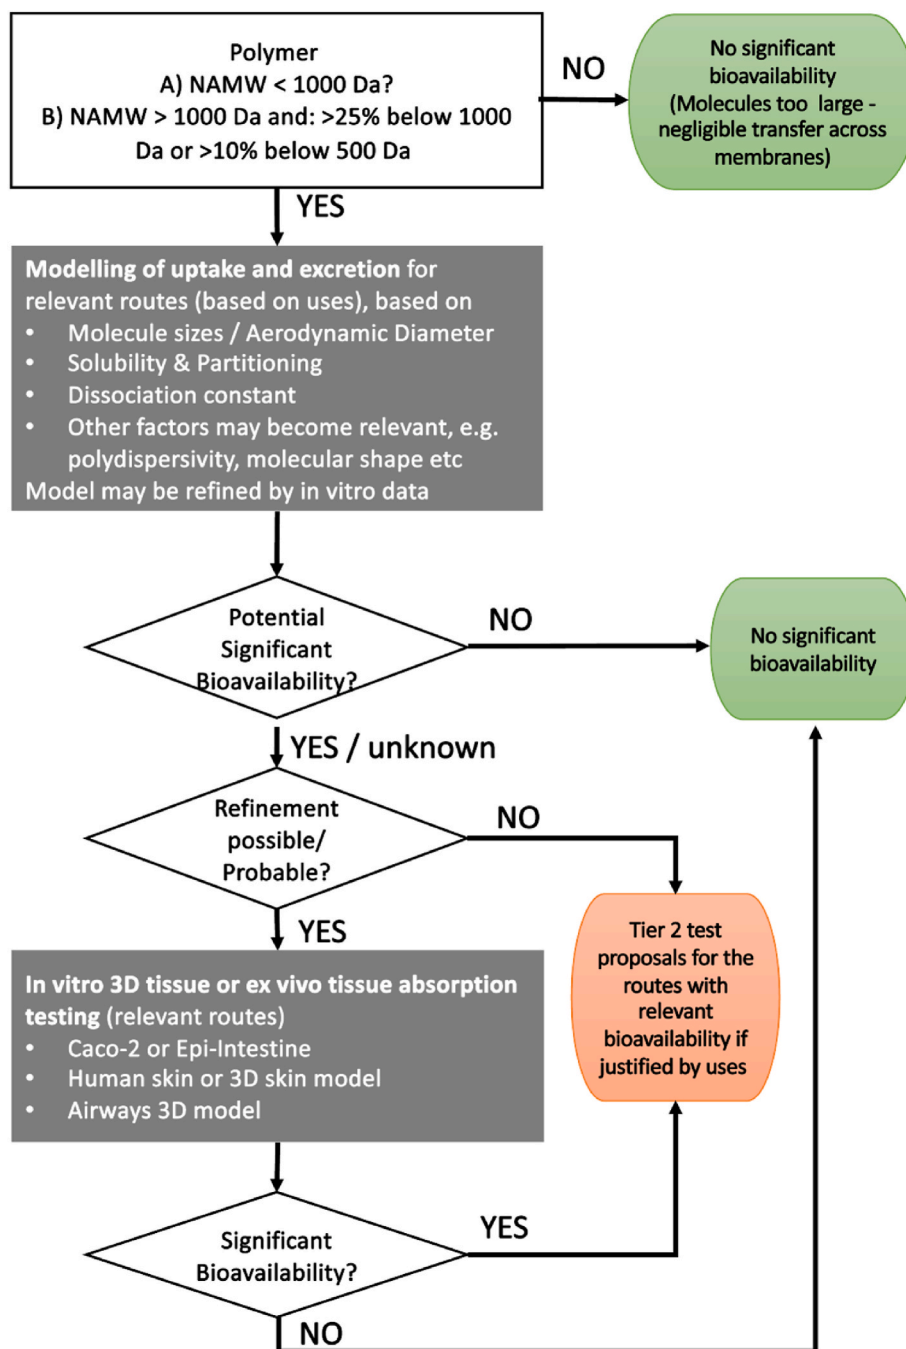 Polymer
A) NAMW < 1000 Da?
B) NAMW > 1000 Da and: >25% below 1000
Da or >10% below 500 Da
NO
No significant
bioavailability
(Molecules too large -
negligible transfer across
membranes)
YES
Modelling of uptake and excretion for
relevant routes (based on uses), based on
• Molecule sizes / Aerodynamic Diameter
• Solubility & Partitioning
• Dissociation constant
• Other factors may become relevant, e.g.
polydispersivity, molecular shape etc
Model may be refined by in vitro data
Potential
Significant
Bioavailability?
NO
No significant
bioavailability
YES / unknown
Refinement
possible/
Probable?
NO
YES
Tier 2 test
proposals for the
routes with
relevant
bioavailability if
justified by uses
In vitro 3D tissue or ex vivo tissue absorption
testing (relevant routes)
• Caco-2 or Epi-Intestine
• Human skin or 3D skin model
• Airways 3D model
Significant
Bioavailability?
YES
NO